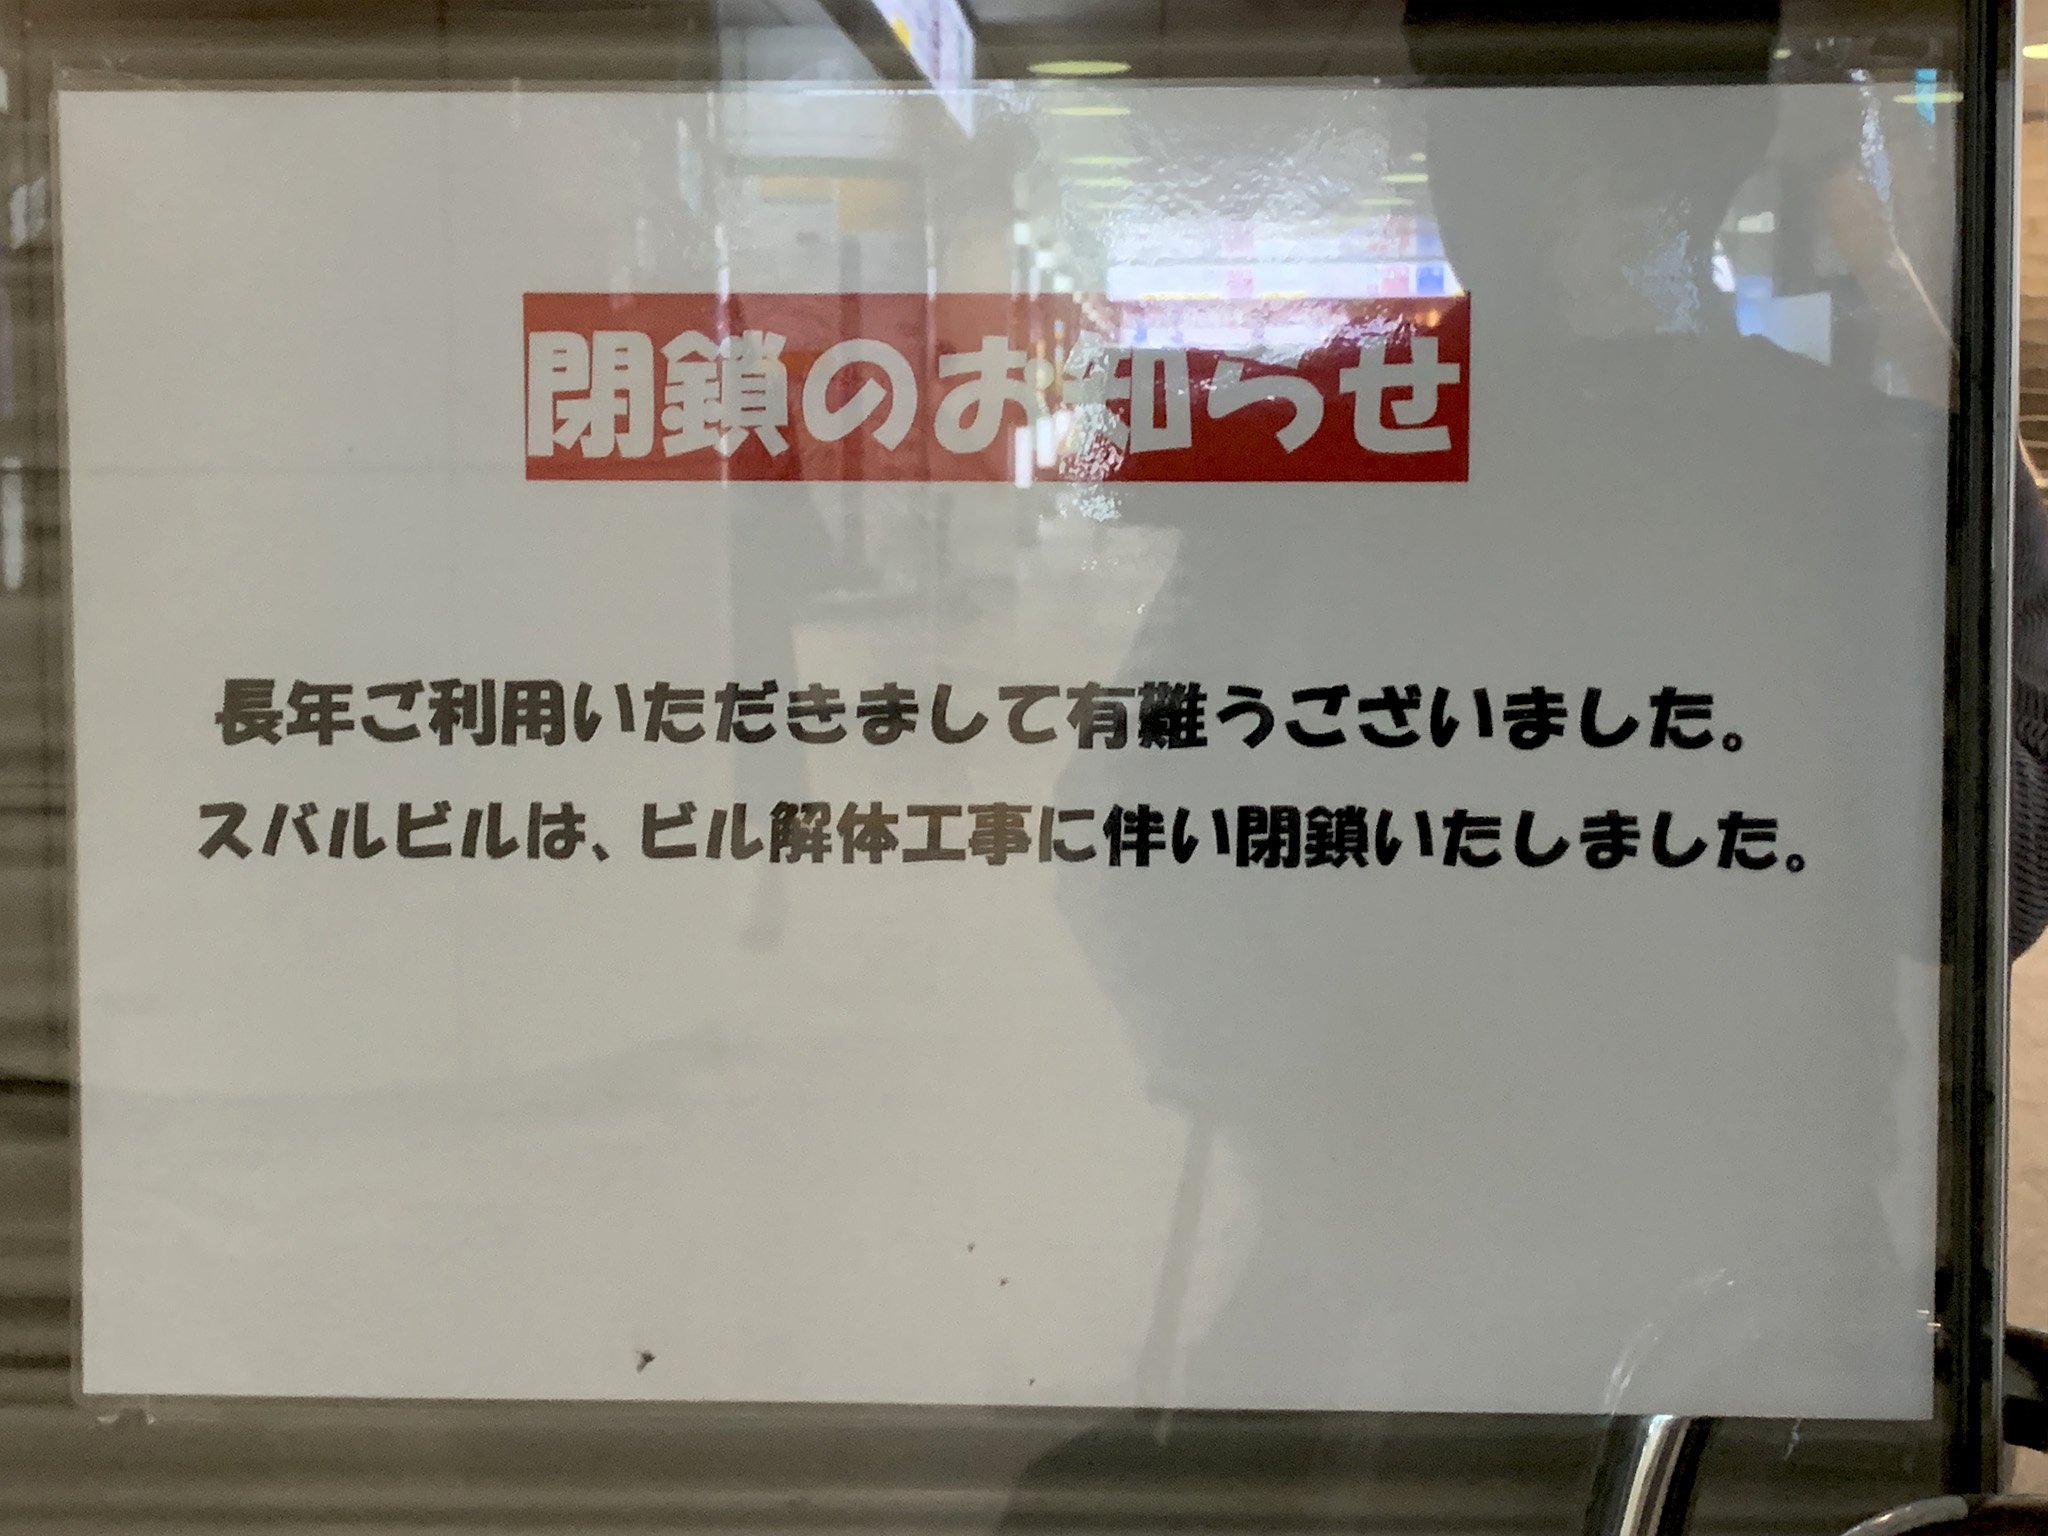 閉鎖のお知らせ
長年ご利用いただきまして有難うございました。
スバルビルは、ビル解体工事に伴い閉鎖いたしました。